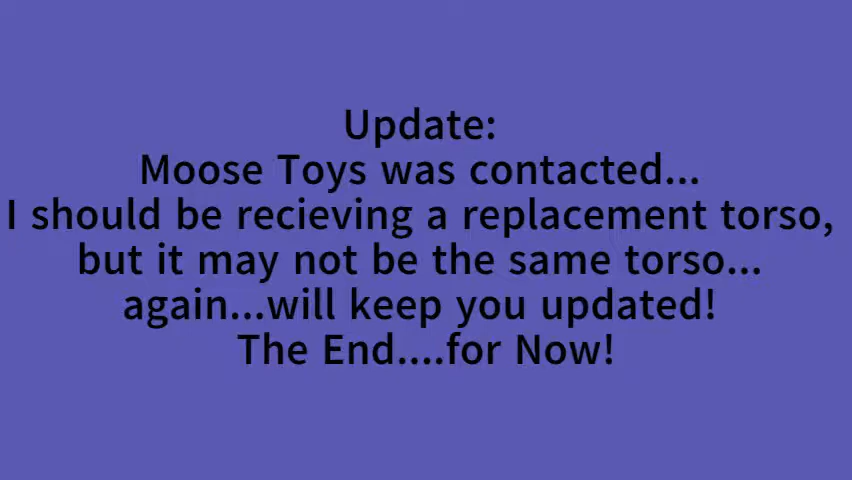 Update:
Moose Toys was contacted...
I should be recieving a replacement torso,
but it may not be the same torso...
again...will keep you updated!
The End....for Now!